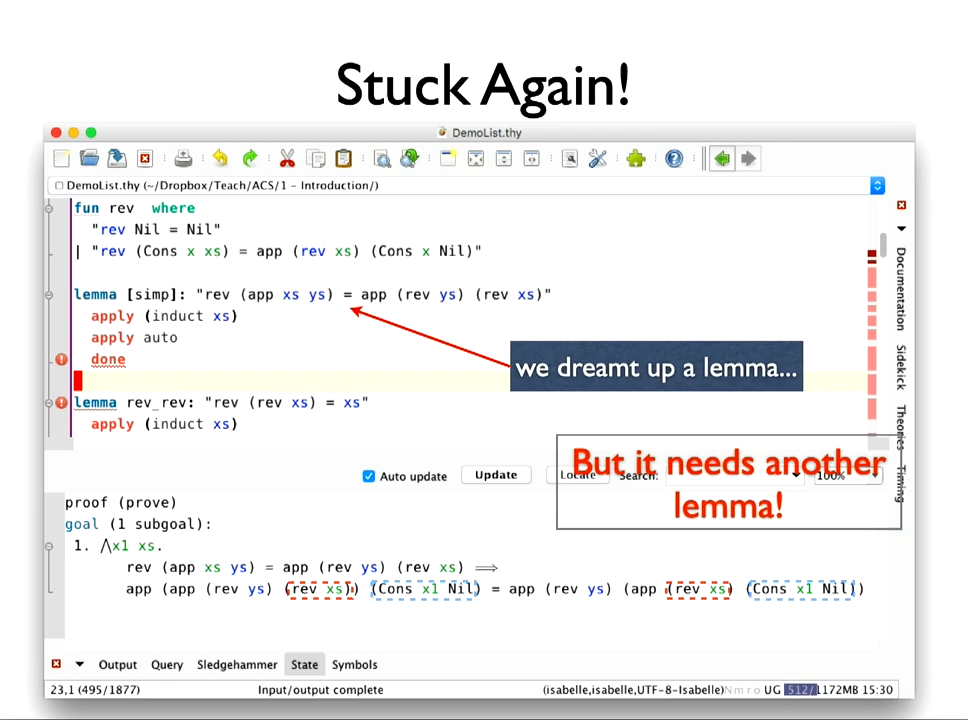 Stuck Again!
DemoList.thy
DemoList.thy (~/Dropbox/Teach/ACS/1 - Introduction/)
fun rev where
"rev Nil = Nil"
| "rev (Cons x xs) = app (rev xs) (Cons x Nil)"
lemma [simp]: "rev (app xs ys) = app (rev ys) (rev xs)"
apply (induct xs)
apply auto
done
we dreamt up a lemma...
lemma rev_rev: "rev (rev xs) = xs"
apply (induct xs)
But it needs another
lemma!
Auto update Update Locate Search: 100%
proof (prove)
goal (1 subgoal):
1. ⋀x1 xs.
rev (app xs ys) = app (rev ys) (rev xs) ⟹
app (app (rev ys) (rev xs)) (Cons x1 Nil) = app (rev ys) (app (rev xs) (Cons x1 Nil))
Output Query Sledgehammer State Symbols
23,1 (495/1877) Input/output complete (isabelle,isabelle,UTF-8-Isabelle) N m r o UG 512/1172MB 15:30
Documentation
Sidekick
Theories
Timing